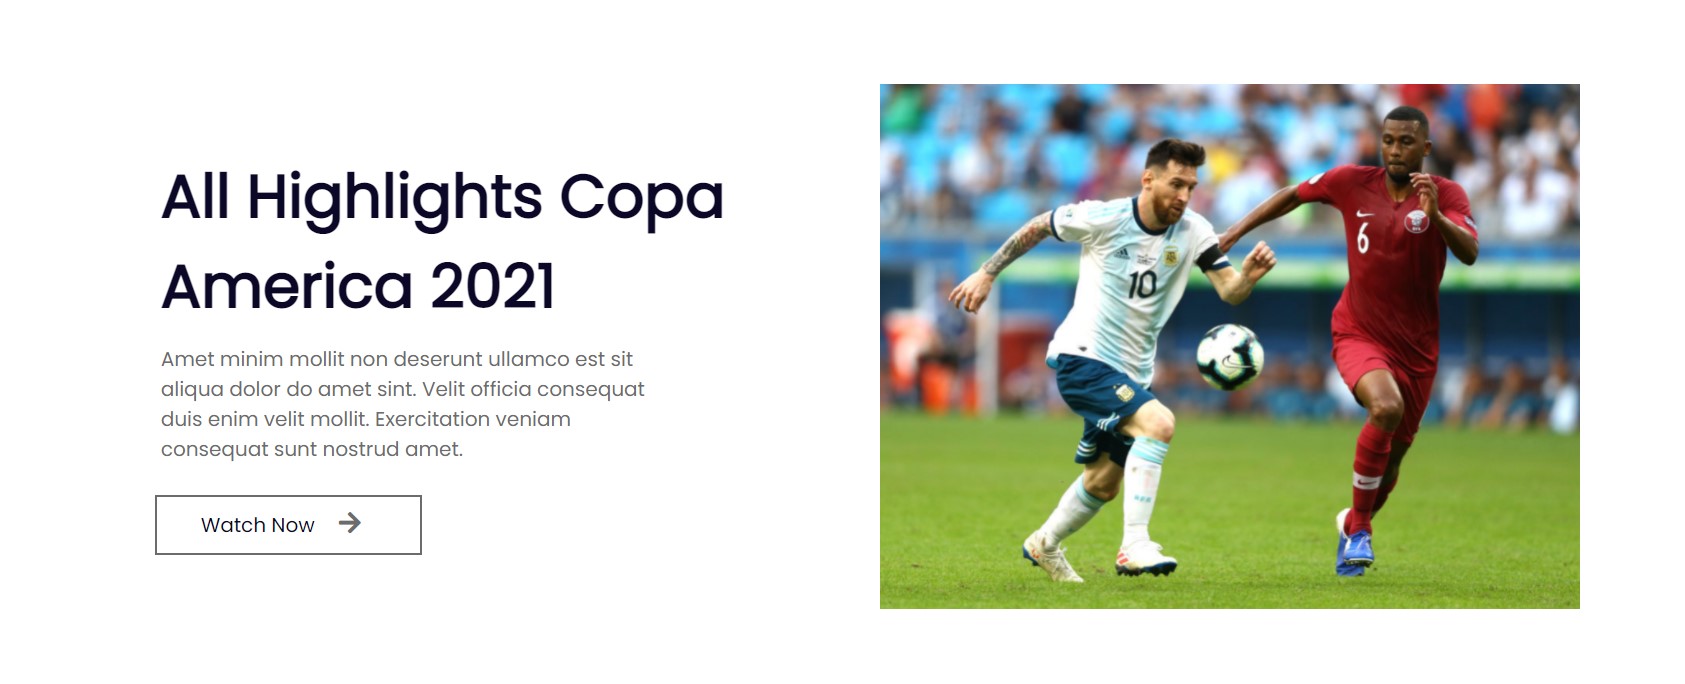 All Highlights Copa
America 2021
Amet minim mollit non deserunt ullamco est sit
aliqua dolor do amet sint. Velit officia consequat
duis enim velit mollit. Exercitation veniam
consequat sunt nostrud amet.
Watch Now
10
6